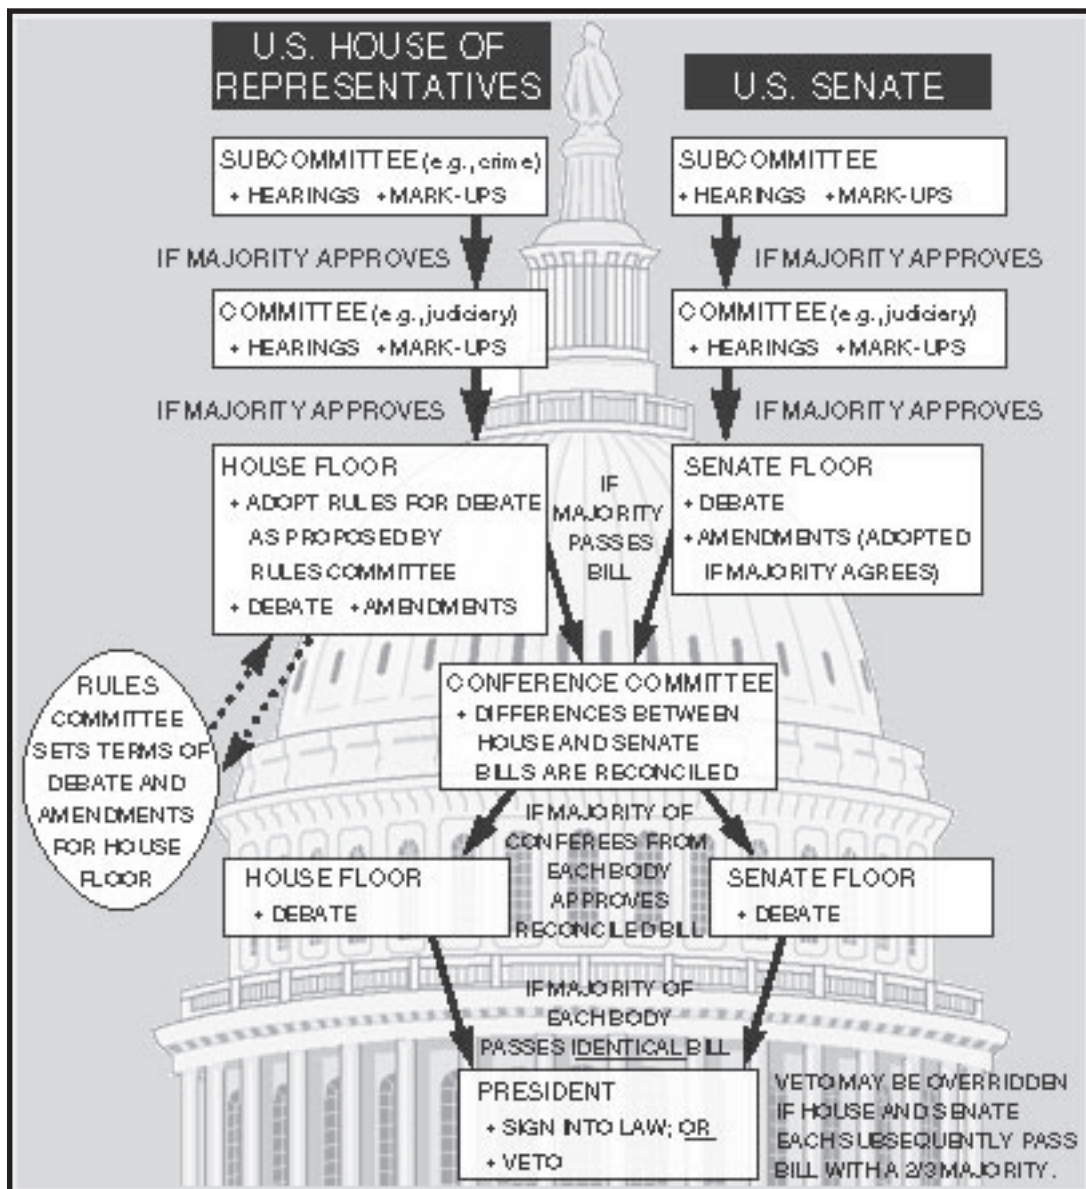 U.S. HOUSE OF
REPRESENTATIVES
U.S. SENATE
SUBCOMMITTEE (e.g., crime)
+ HEARINGS + MARK-UPS
SUBCOMMITTEE
+ HEARINGS + MARK-UPS
IF MAJORITY APPROVES
IF MAJORITY APPROVES
COMMITTEE (e.g., judiciary)
+ HEARINGS + MARK-UPS
COMMITTEE (e.g., judiciary)
+ HEARINGS + MARK-UPS
IF MAJORITY APPROVES
IF MAJORITY APPROVES
HOUSE FLOOR
+ ADOPT RULES FOR DEBATE
AS PROPOSED BY
RULES COMMITTEE
+ DEBATE + AMENDMENTS
IF
MAJORITY
PASSES
BILL
SENATE FLOOR
+ DEBATE
+ AMENDMENTS (ADOPTED
IF MAJORITY AGREES)
RULES
COMMITTEE
SETS TERMS OF
DEBATE AND
AMENDMENTS
FOR HOUSE
FLOOR
CONFERENCE COMMITTEE
+ DIFFERENCES BETWEEN
HOUSE AND SENATE
BILLS ARE RECONCILED
IF MAJORITY OF
CONFEREES FROM
EACH BODY
APPROVES
RECONCILED BILL
HOUSE FLOOR
+ DEBATE
SENATE FLOOR
+ DEBATE
IF MAJORITY OF
EACH BODY
PASSES IDENTICAL BILL
PRESIDENT
+ SIGN INTO LAW; OR
+ VETO
VETO MAY BE OVERRIDDEN
IF HOUSE AND SENATE
EACH SUBSEQUENTLY PASS
BILL WITH A 2/3 MAJORITY.